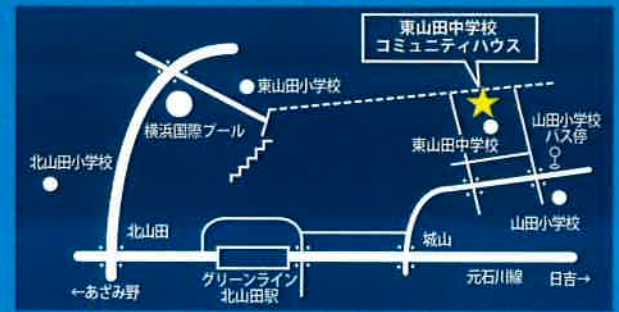 東山田中学校
コミュニティハウス
東山田小学校
横浜国際プール
北山田小学校
東山田中学校
山田小学校
バス停
山田小学校
北山田
城山
グリーンライン
北山田駅
元石川線
←あざみ野
日吉→